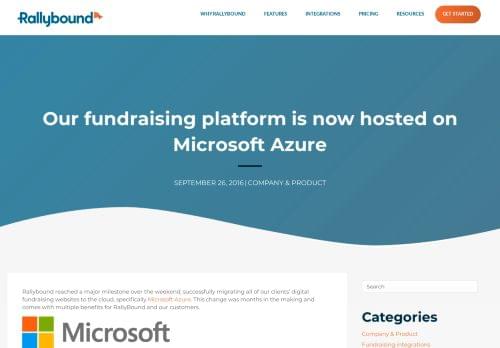 Rallybound
WHY RALLYBOUND
FEATURES
INTEGRATIONS
PRICING
RESOURCES
GET STARTED
Our fundraising platform is now hosted on
Microsoft Azure
SEPTEMBER 26, 2016 | COMPANY & PRODUCT
Rallybound reached a major milestone over the weekend, successfully migrating all of our clients' digital
fundraising websites to the cloud, specifically Microsoft Azure. This change was months in the making and
comes with multiple benefits for RallyBound and our customers.
Microsoft
Search
Categories
Company & Product
Fundraising integrations